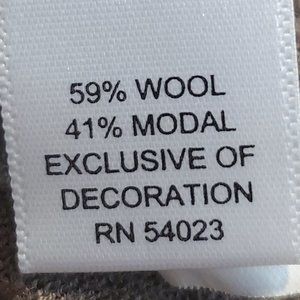 59% WOOL
41% MODAL
EXCLUSIVE OF
DECORATION
RN 54023